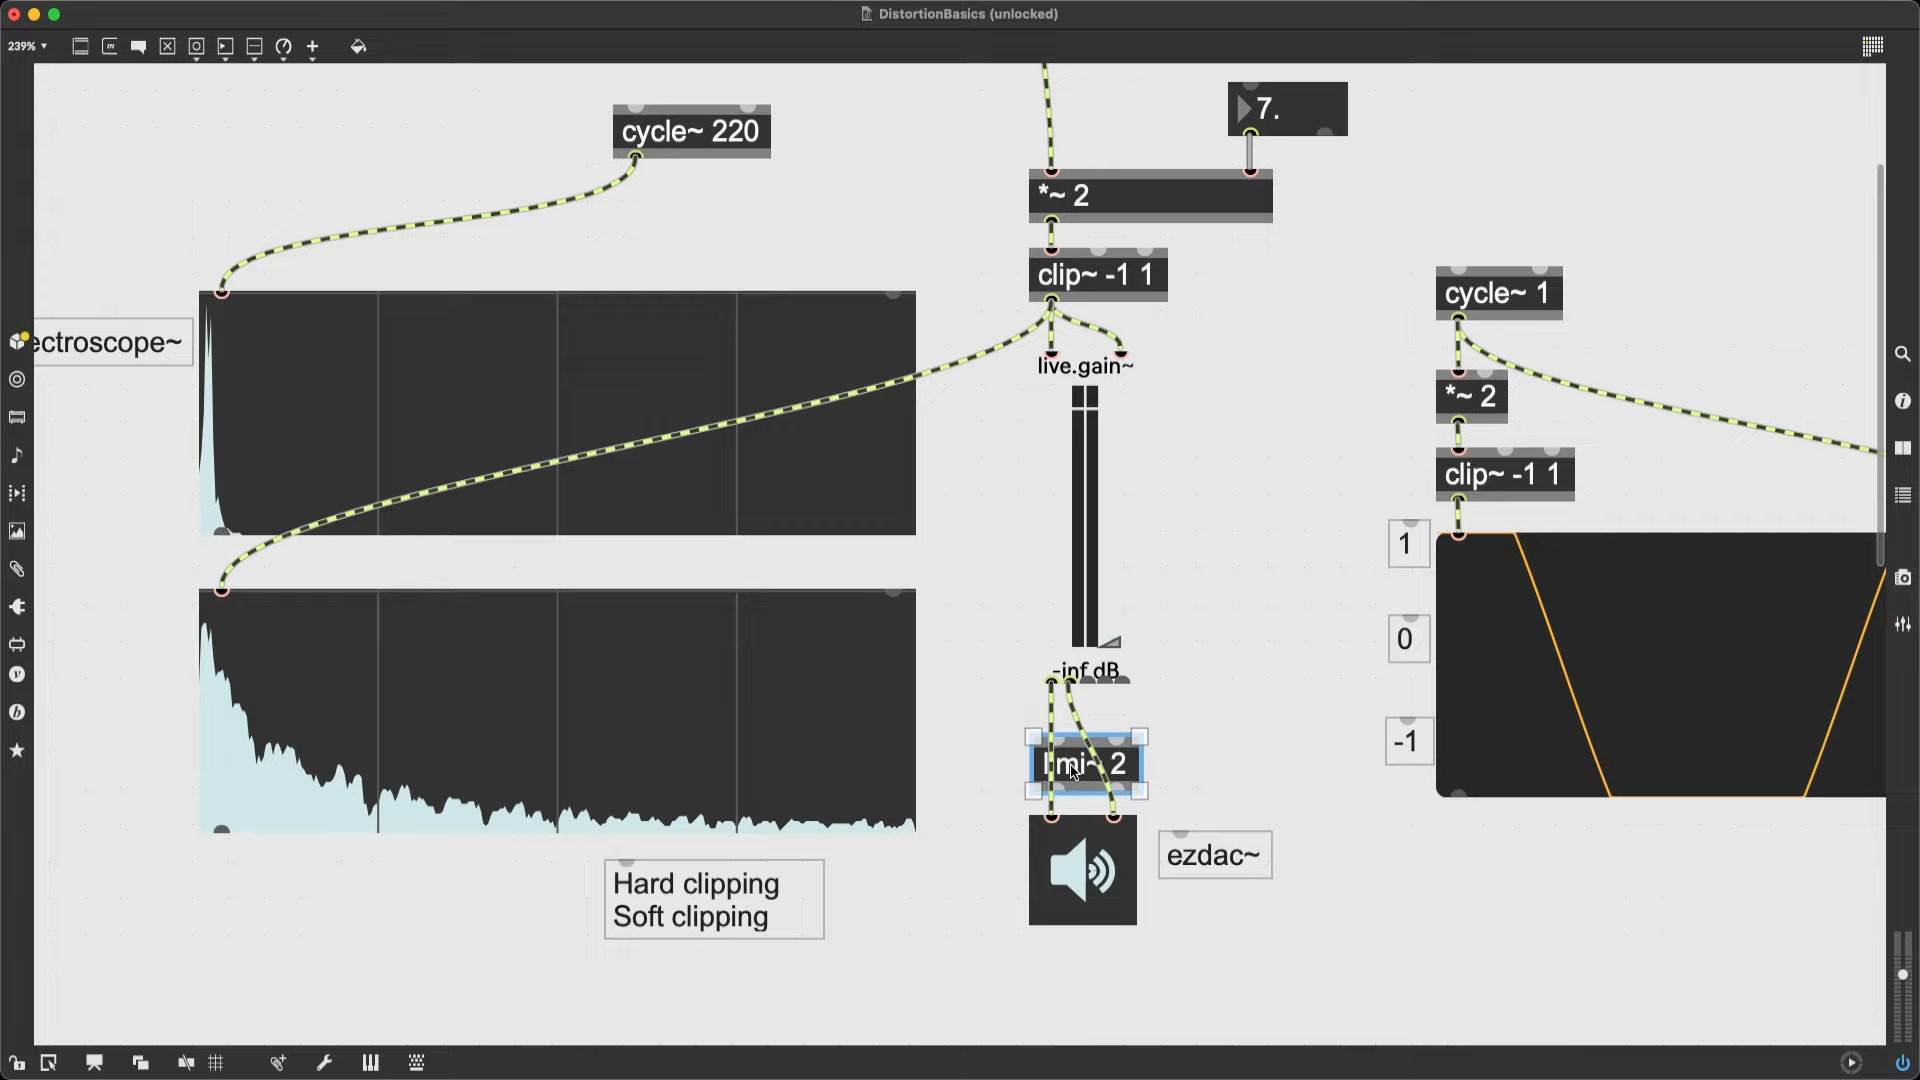 DistortionBasics (unlocked)
239%
cycle~ 220
7.
*~ 2
clip~ -1 1
ectroscope~
live.gain~
cycle~ 1
*~ 2
clip~ -1 1
1
0
-1
-inf dB
2
ezdac~
Hard clipping
Soft clipping